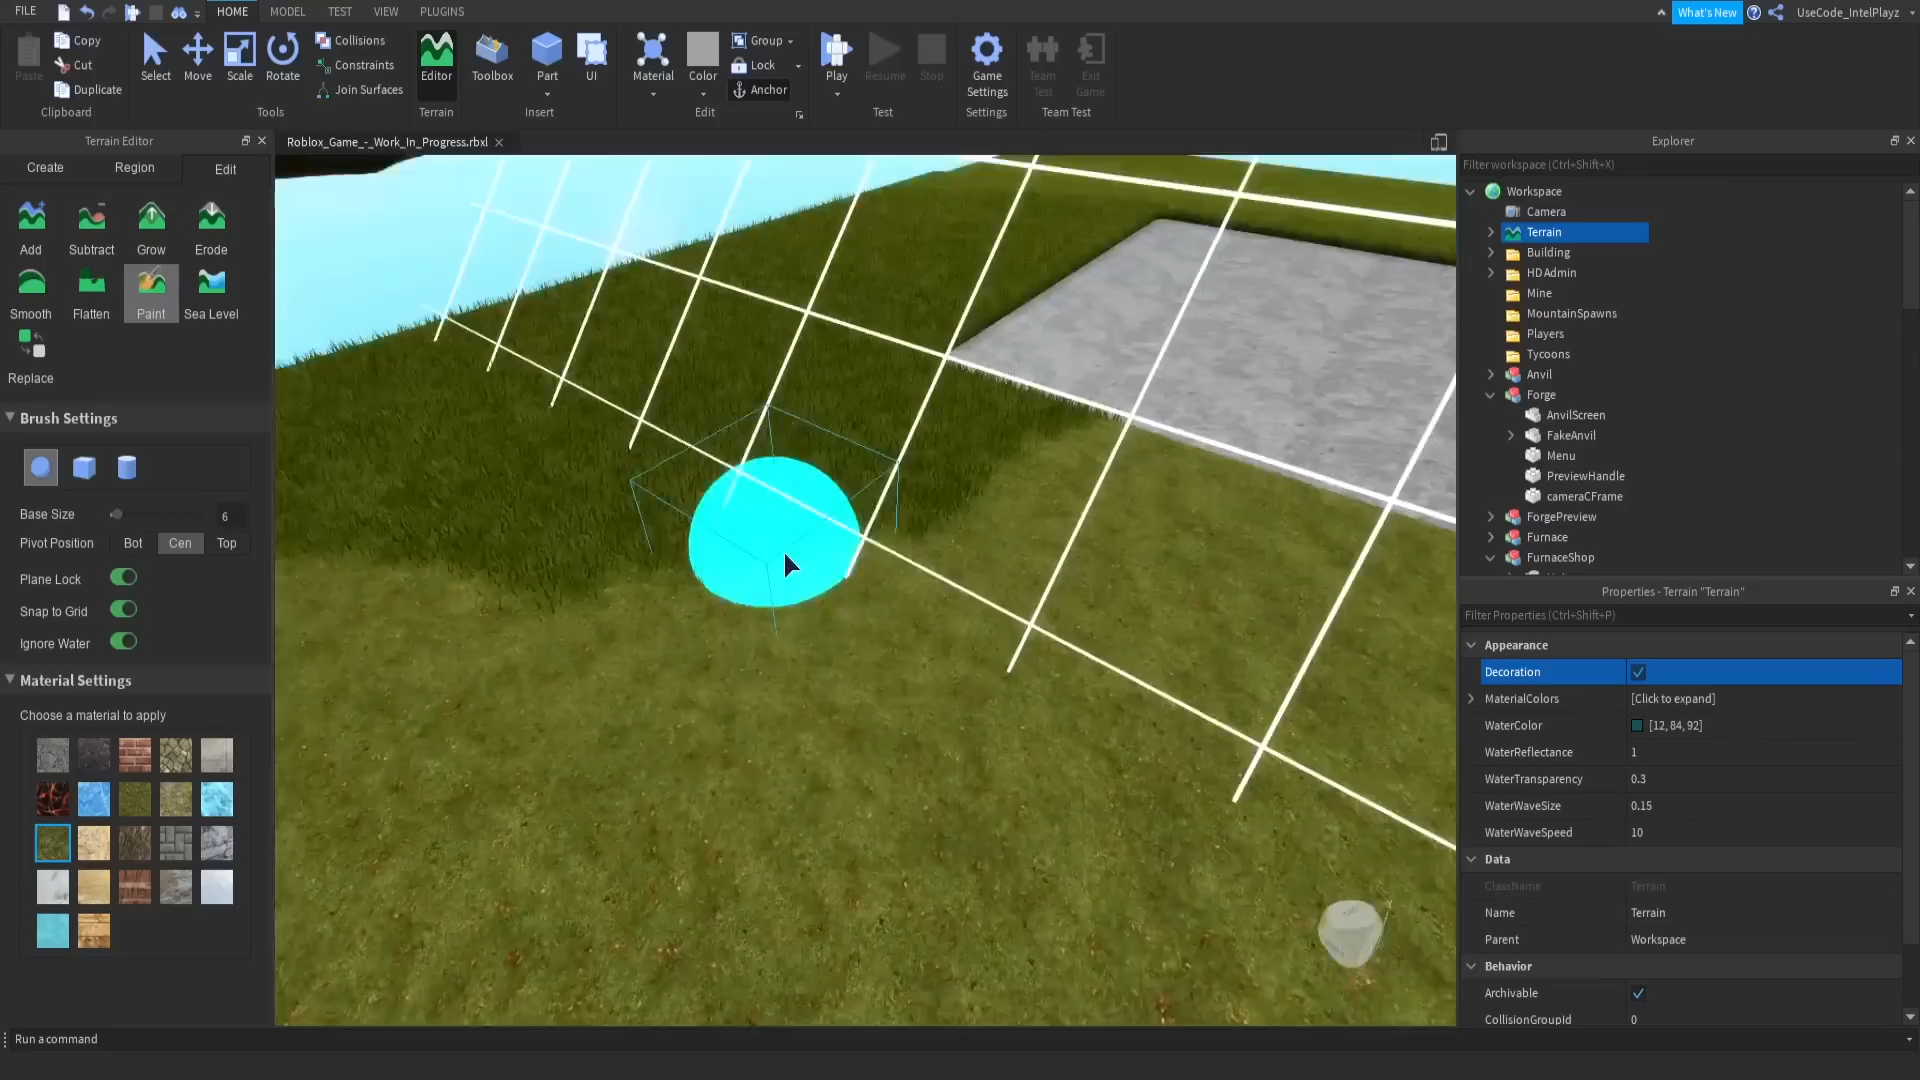 FILE
HOME
MODEL
TEST
VIEW
PLUGINS
What's New
UseCode_IntelPlayz
Paste
Copy
Cut
Duplicate
Clipboard
Select
Move
Scale
Rotate
Collisions
Constraints
Join Surfaces
Tools
Editor
Terrain
Toolbox
Part
UI
Insert
Material
Color
Group
Lock
Anchor
Edit
Play
Resume
Stop
Test
Game
Settings
Settings
Team
Test
Exit
Game
Team Test
Terrain Editor
Create
Region
Edit
Add
Subtract
Grow
Erode
Smooth
Flatten
Paint
Sea Level
Replace
Brush Settings
Base Size
6
Pivot Position
Bot
Cen
Top
Plane Lock
Snap to Grid
Ignore Water
Material Settings
Choose a material to apply
Roblox_Game_-_Work_In_Progress.rbxl
Explorer
Filter workspace (Ctrl+Shift+X)
Workspace
Camera
Terrain
Building
HD Admin
Mine
MountainSpawns
Players
Tycoons
Anvil
Forge
AnvilScreen
FakeAnvil
Menu
PreviewHandle
cameraCFrame
ForgePreview
Furnace
FurnaceShop
Properties - Terrain "Terrain"
Filter Properties (Ctrl+Shift+P)
Appearance
Decoration
MaterialColors [Click to expand]
WaterColor [12, 84, 92]
WaterReflectance 1
WaterTransparency 0.3
WaterWaveSize 0.15
WaterWaveSpeed 10
Data
ClassName Terrain
Name Terrain
Parent Workspace
Behavior
Archivable
CollisionGroupId 0
Run a command